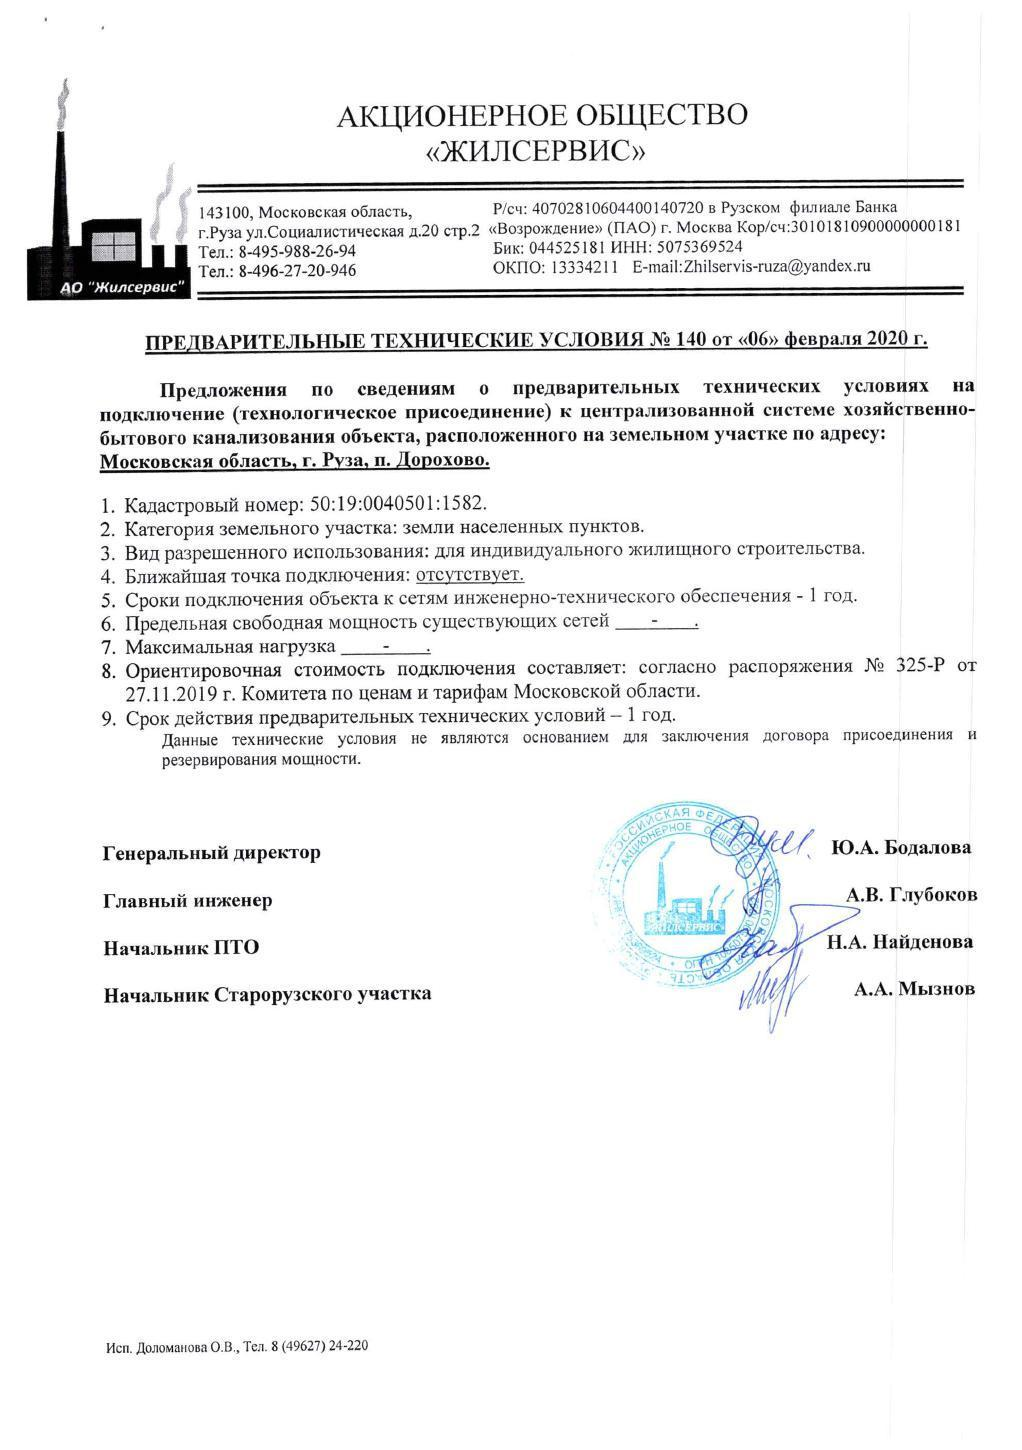 АКЦИОНЕРНОЕ ОБЩЕСТВО
«ЖИЛСЕРВИС»
АО "Жилсервис"
143100, Московская область,
г.Руза ул.Социалистическая д.20 стр.2
Тел.: 8-495-988-26-94
Тел.: 8-496-27-20-946
Р/сч: 40702810604400140720 в Рузском филиале Банка
«Возрождение» (ПАО) г. Москва Кор/сч:30101810900000000181
Бик: 044525181 ИНН: 5075369524
ОКПО: 13334211 E-mail:Zhilservis-ruza@yandex.ru
ПРЕДВАРИТЕЛЬНЫЕ ТЕХНИЧЕСКИЕ УСЛОВИЯ № 140 от «06» февраля 2020 г.
Предложения по сведениям о предварительных технических условиях на
подключение (технологическое присоединение) к централизованной системе хозяйственно-
бытового канализования объекта, расположенного на земельном участке по адресу:
Московская область, г. Руза, п. Дорохово.
1. Кадастровый номер: 50:19:0040501:1582.
2. Категория земельного участка: земли населенных пунктов.
3. Вид разрешенного использования: для индивидуального жилищного строительства.
4. Ближайшая точка подключения: отсутствует.
5. Сроки подключения объекта к сетям инженерно-технического обеспечения - 1 год.
6. Предельная свободная мощность существующих сетей ____-____.
7. Максимальная нагрузка ____-____.
8. Ориентировочная стоимость подключения составляет: согласно распоряжения № 325-Р от
27.11.2019 г. Комитета по ценам и тарифам Московской области.
9. Срок действия предварительных технических условий – 1 год.
Данные технические условия не являются основанием для заключения договора присоединения и
резервирования мощности.
Генеральный директор Ю.А. Бодалова
Главный инженер А.В. Глубоков
Начальник ПТО Н.А. Найденова
Начальник Старорузского участка А.А. Мызнов
РОССИЙСКАЯ ФЕДЕРАЦИЯ
АКЦИОНЕРНОЕ ОБЩЕСТВО
ЖИЛСЕРВИС
Исп. Доломанова О.В., Тел. 8 (49627) 24-220